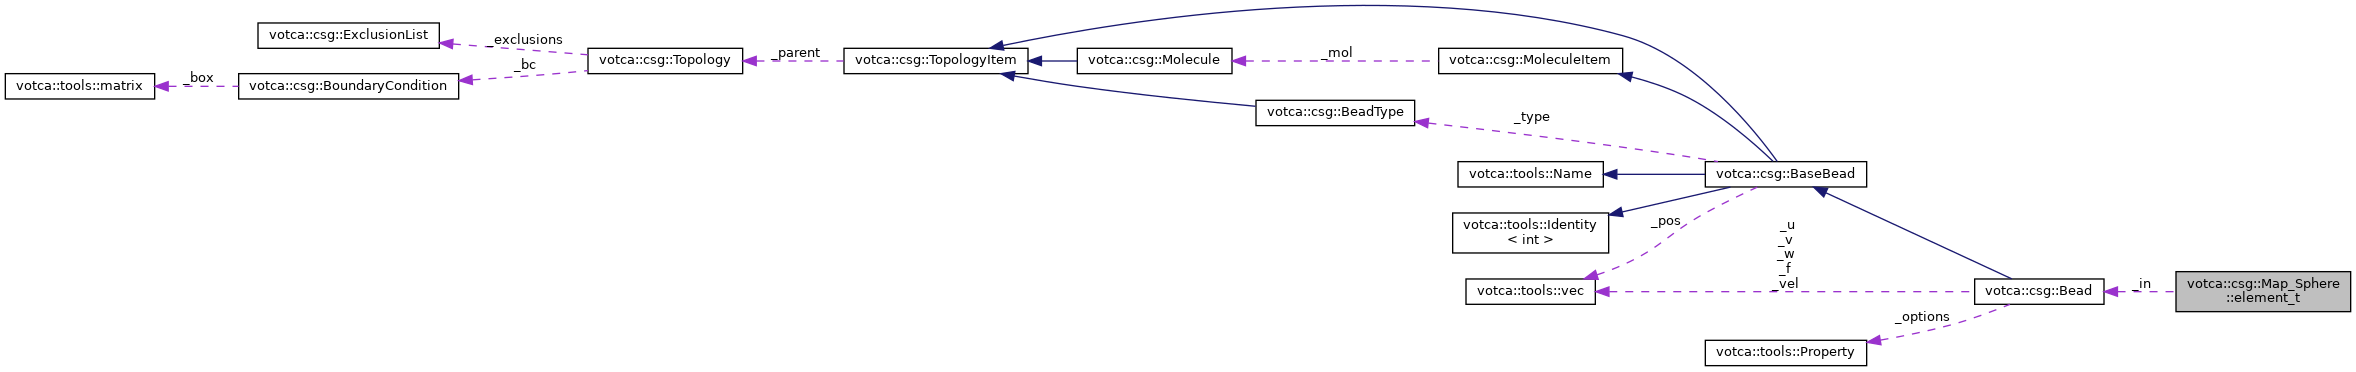 votca::csg::ExclusionList
_exclusions
votca::csg::Topology
_parent
votca::csg::TopologyItem
votca::csg::Molecule
_mol
votca::csg::MoleculeItem
_bc
votca::tools::matrix
_box
votca::csg::BoundaryCondition
votca::csg::BeadType
_type
votca::tools::Name
votca::csg::BaseBead
votca::tools::Identity
< int >
_pos
_u
_v
_w
_f
_vel
votca::tools::vec
votca::csg::Bead
_in
votca::csg::Map_Sphere
::element_t
_options
votca::tools::Property